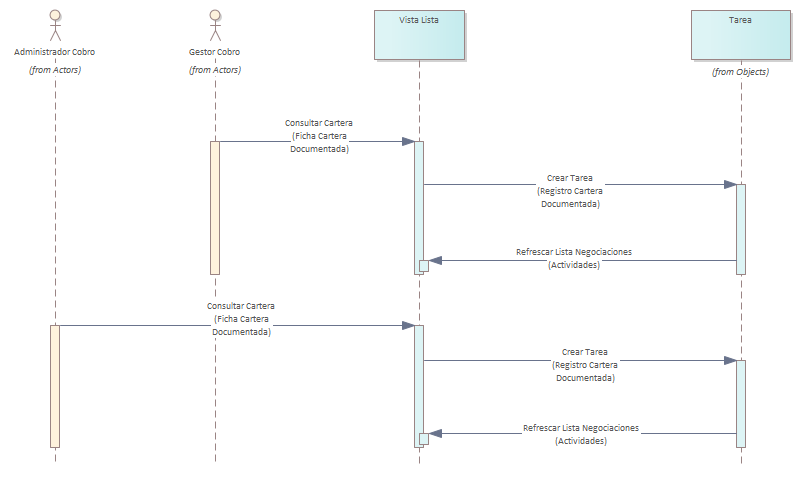 Vista Lista
Tarea
Administrador Cobro
Gestor Cobro
(from Actors)
(from Actors)
(from Objects)
Consultar Cartera
(Ficha Cartera
Documentada)
Crear Tarea
(Registro Cartera
Documentada)
Refrescar Lista Negociaciones
(Actividades)
Consultar Cartera
(Ficha Cartera
Documentada)
Crear Tarea
(Registro Cartera
Documentada)
Refrescar Lista Negociaciones
(Actividades)